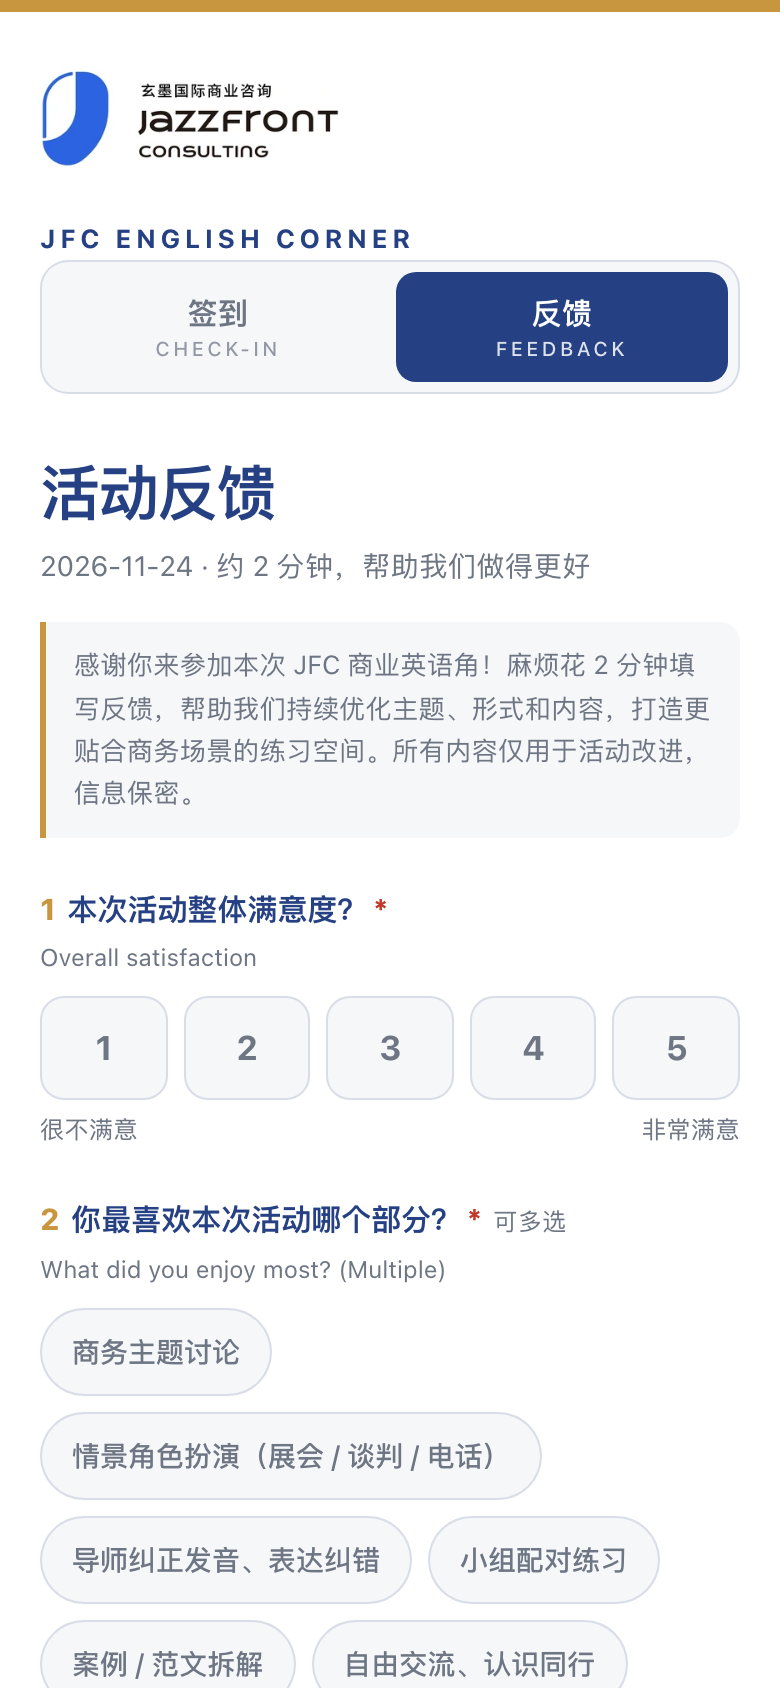 玄墨国际商业咨询
Jazzfront
CONSULTING
JFC ENGLISH CORNER
签到
CHECK-IN
反馈
FEEDBACK
活动反馈
2026-11-24 · 约 2 分钟，帮助我们做得更好
感谢你来参加本次 JFC 商业英语角！麻烦花 2 分钟填
写反馈，帮助我们持续优化主题、形式和内容，打造更
贴合商务场景的练习空间。所有内容仅用于活动改进，
信息保密。
1 本次活动整体满意度？ *
Overall satisfaction
1 2 3 4 5
很不满意 非常满意
2 你最喜欢本次活动哪个部分？ * 可多选
What did you enjoy most? (Multiple)
商务主题讨论
情景角色扮演（展会 / 谈判 / 电话）
导师纠正发音、表达纠错 小组配对练习
案例 / 范文拆解 自由交流、认识同行